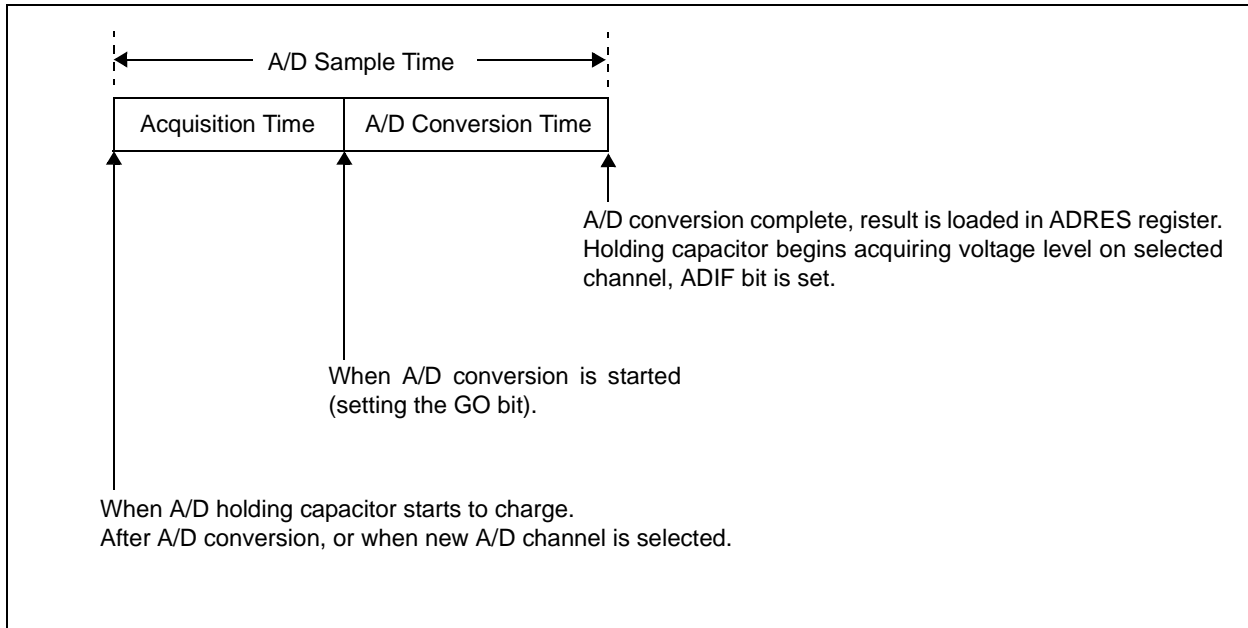 A/D Sample Time
Acquisition Time
A/D Conversion Time
A/D conversion complete, result is loaded in ADRES register.
Holding capacitor begins acquiring voltage level on selected
channel, ADIF bit is set.
When A/D conversion is started
(setting the GO bit).
When A/D holding capacitor starts to charge.
After A/D conversion, or when new A/D channel is selected.